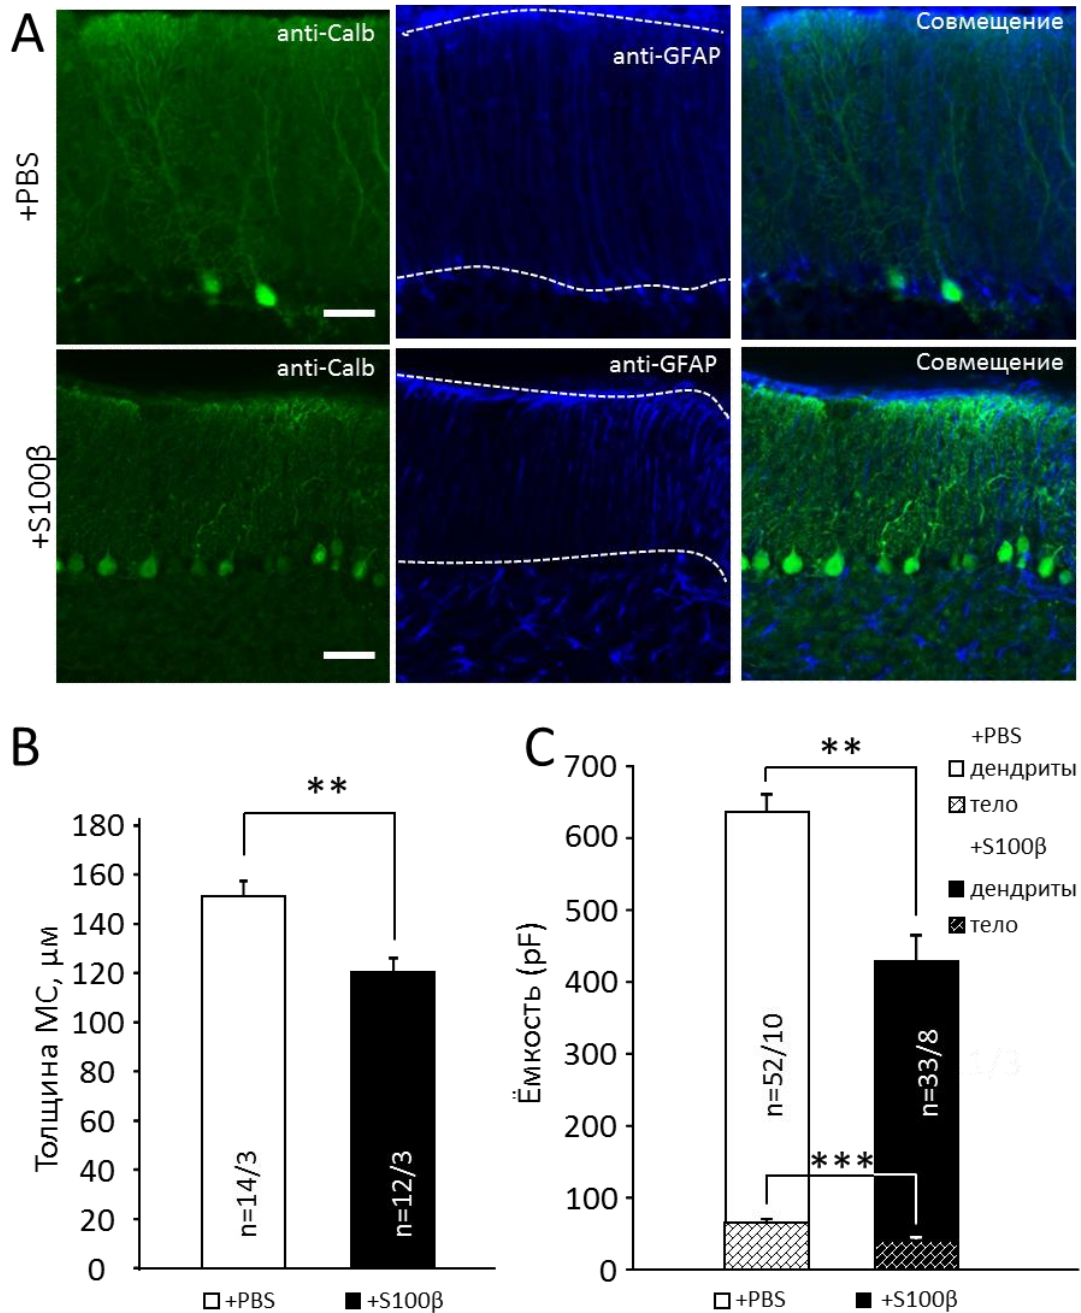 A
anti-Calb
anti-GFAP
Совмещение
+PBS
anti-Calb
anti-GFAP
Совмещение
+S100β
B
**
180
160
140
120
100
80
60
40
20
0
Толщина МС, µм
n=14/3
n=12/3
+PBS
+S100β
C
**
700
600
500
400
300
200
100
0
Ёмкость (pF)
n=52/10
n=33/8
***
+PBS
дендриты
тело
+S100β
дендриты
тело
+PBS
+S100β